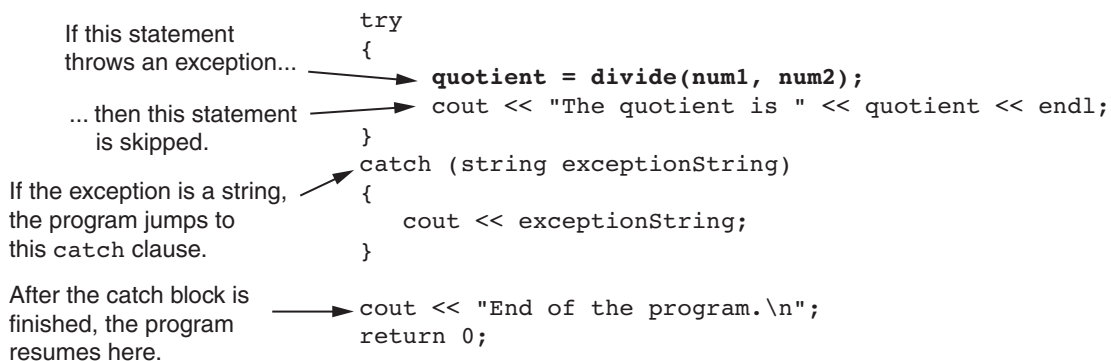 If this statement
throws an exception...
... then this statement
is skipped.
If the exception is a string,
the program jumps to
this catch clause.
After the catch block is
finished, the program
resumes here.
try
{
quotient = divide(num1, num2);
cout << "The quotient is " << quotient << endl;
}
catch (string exceptionString)
{
cout << exceptionString;
}
cout << "End of the program.\n";
return 0;